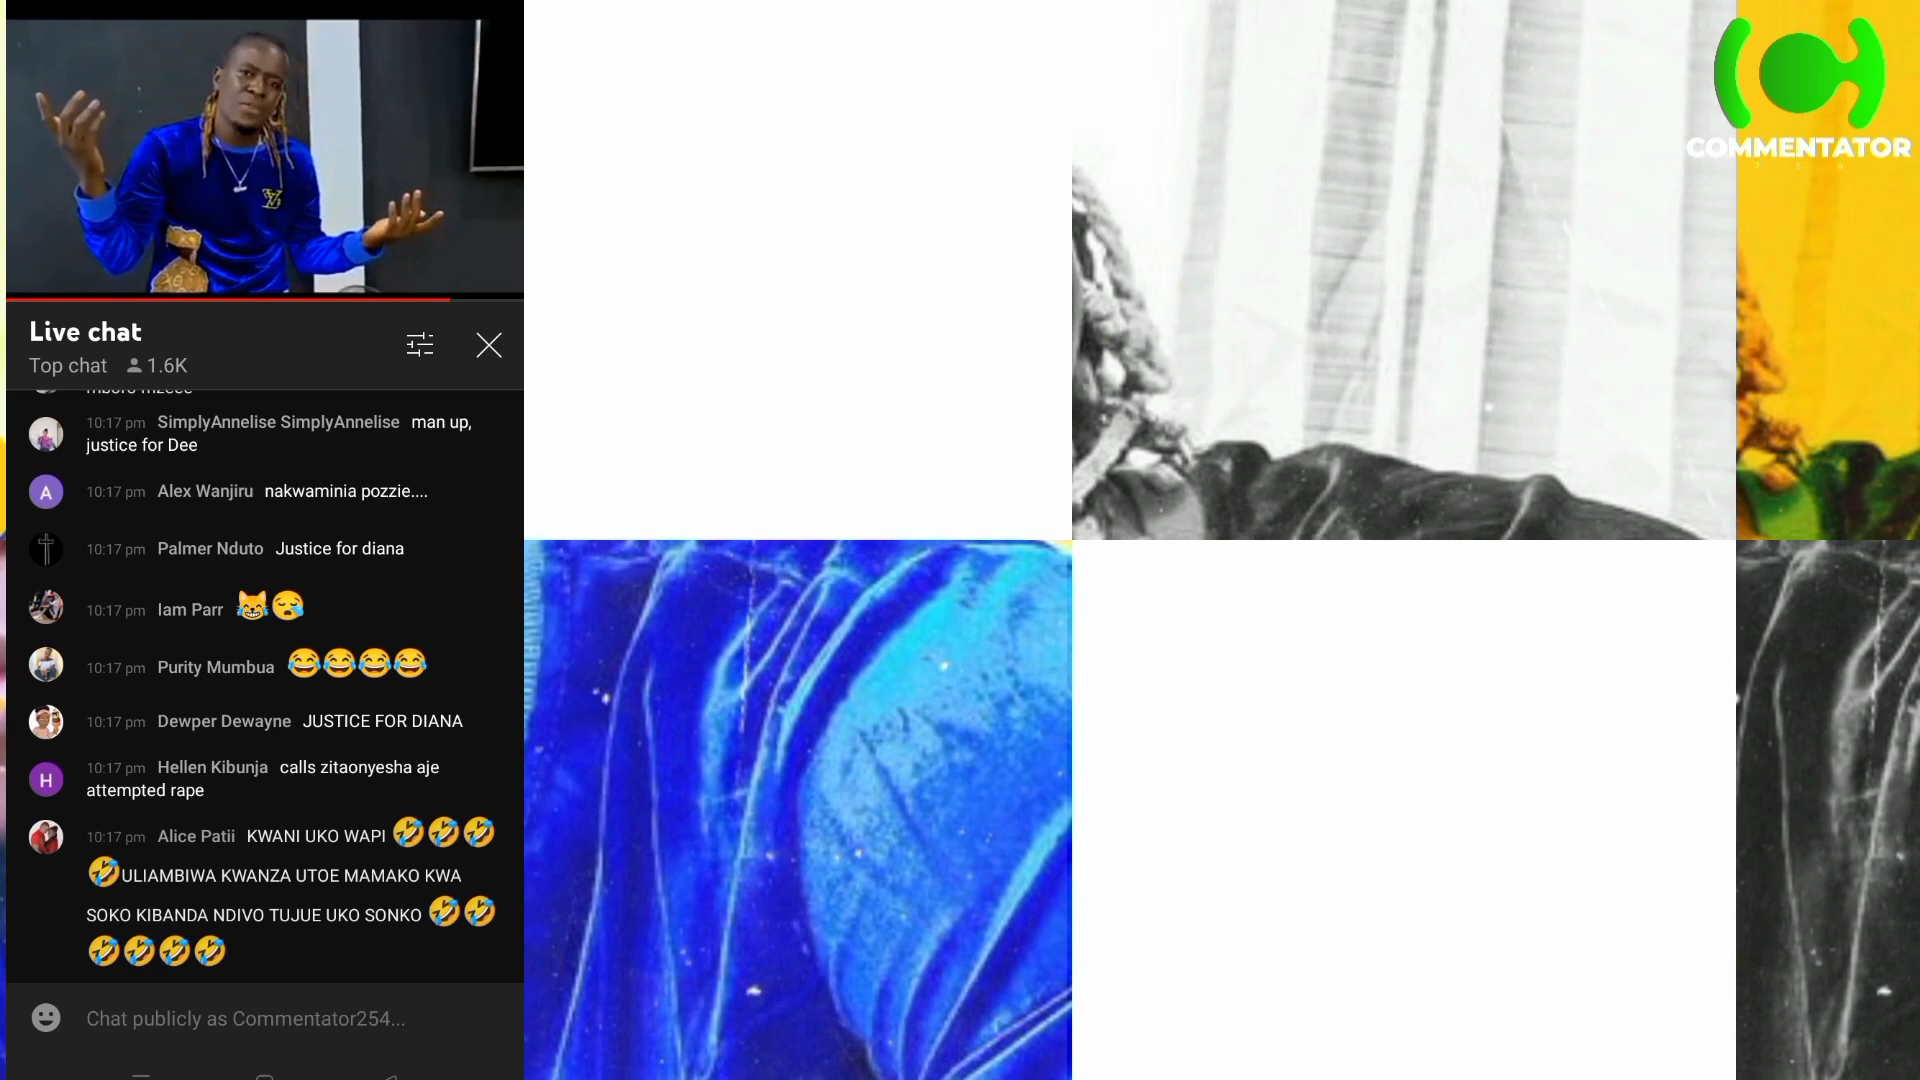 COMMENTATOR
Live chat
Top chat 1.6K
10:17 pm SimplyAnnelise SimplyAnnelise man up,
justice for Dee
A 10:17 pm Alex Wanjiru nakwaminia pozzie....
10:17 pm Palmer Nduto Justice for diana
10:17 pm Iam Parr 😹😪
10:17 pm Purity Mumbua 😂😂😂😂
10:17 pm Dewper Dewayne JUSTICE FOR DIANA
H 10:17 pm Hellen Kibunja calls zitaonyesha aje
attempted rape
10:17 pm Alice Patii KWANI UKO WAPI 🤣🤣🤣
🤣ULIAMBIWA KWANZA UTOE MAMAKO KWA
SOKO KIBANDA NDIVO TUJUE UKO SONKO 🤣🤣
🤣🤣🤣🤣
Chat publicly as Commentator254...